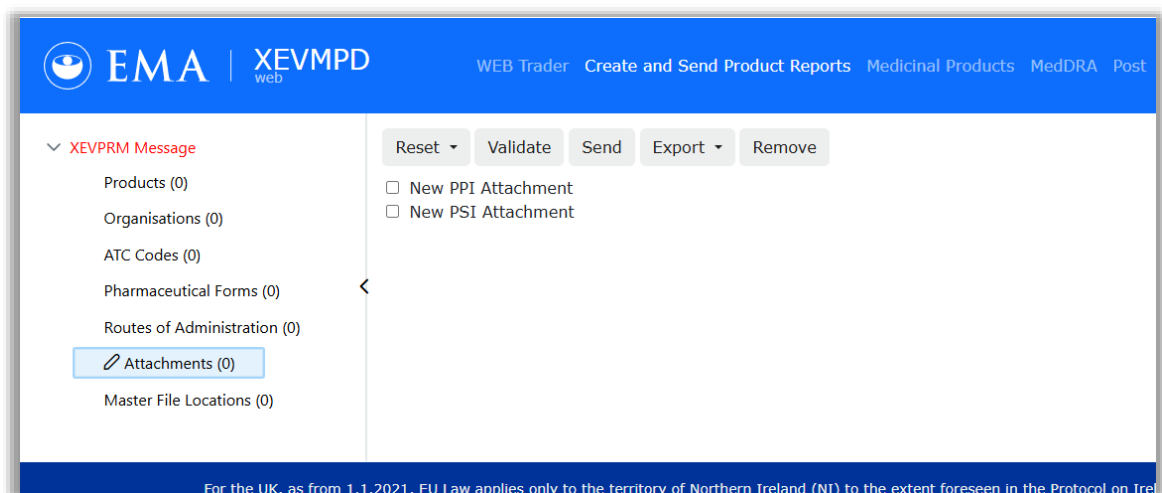 EMA XEVMPD
web
WEB Trader Create and Send Product Reports Medicinal Products MedDRA Post
XEVPRM Message
Products (0)
Organisations (0)
ATC Codes (0)
Pharmaceutical Forms (0)
Routes of Administration (0)
Attachments (0)
Master File Locations (0)
Reset Validate Send Export Remove
New PPI Attachment
New PSI Attachment
For the UK, as from 1.1.2021, EU Law applies only to the territory of Northern Ireland (NI) to the extent foreseen in the Protocol on Irel